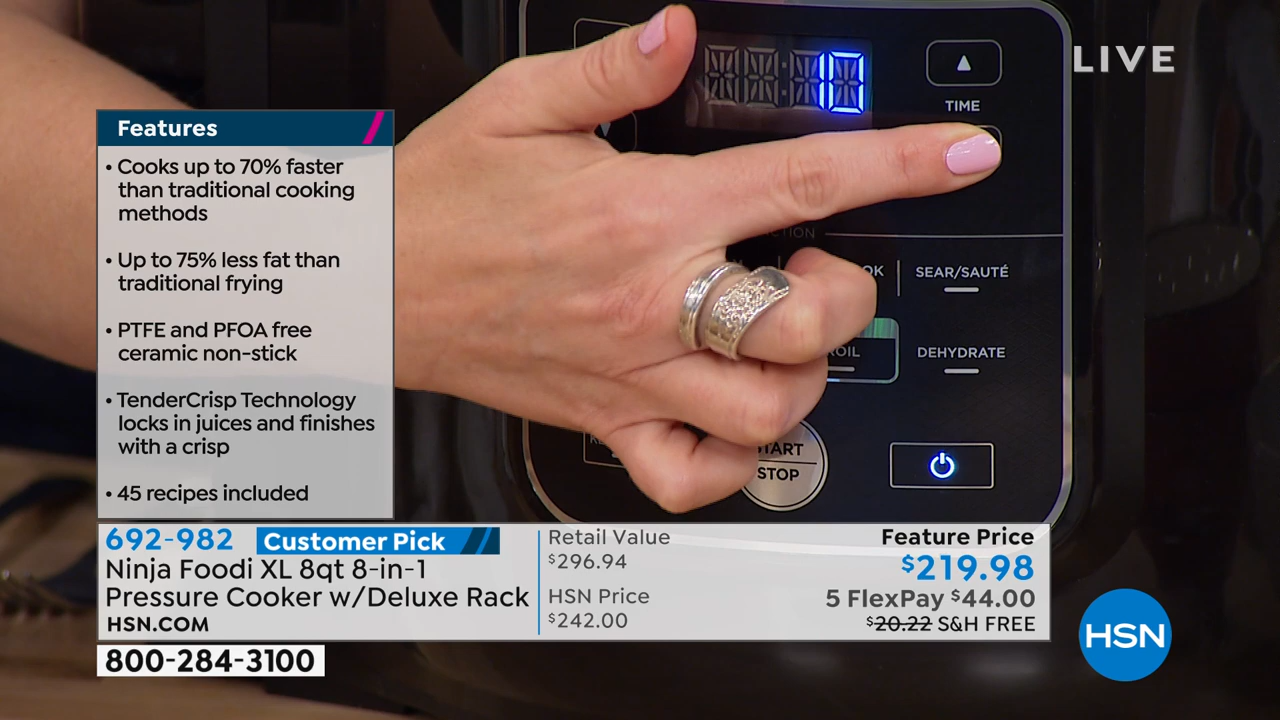 LIVE
TIME
SEAR/SAUTÉ
DEHYDRATE
START
STOP
Features
• Cooks up to 70% faster
than traditional cooking
methods
• Up to 75% less fat than
traditional frying
• PTFE and PFOA free
ceramic non-stick
• TenderCrisp Technology
locks in juices and finishes
with a crisp
• 45 recipes included
692-982 Customer Pick
Ninja Foodi XL 8qt 8-in-1
Pressure Cooker w/Deluxe Rack
HSN.COM
Retail Value
$296.94
HSN Price
$242.00
Feature Price
$219.98
5 FlexPay $44.00
$20.22 S&H FREE
800-284-3100
HSN